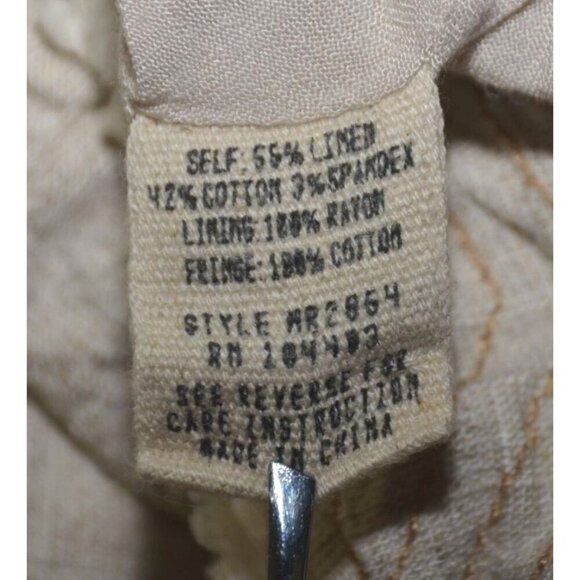 SELF: 55% LINEN
42% COTTON 3% SPANDEX
LINING: 100% RAYON
FRINGE: 100% COTTON
STYLE MR2864
RN 104403
SEE REVERSE FOR
CARE INSTRUCTION
MADE IN CHINA